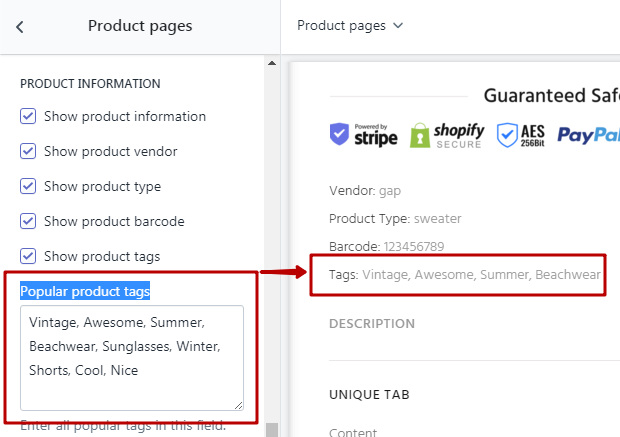 Product pages
PRODUCT INFORMATION
Show product information
Show product vendor
Show product type
Show product barcode
Show product tags
Popular product tags
Vintage, Awesome, Summer,
Beachwear, Sunglasses, Winter,
Shorts, Cool, Nice
Enter all popular tags in this field.
Product pages
Guaranteed Safe
Powered by
stripe
shopify
SECURE
AES
256Bit
PayPal
Vendor: gap
Product Type: sweater
Barcode: 123456789
Tags: Vintage, Awesome, Summer, Beachwear
DESCRIPTION
UNIQUE TAB
Content